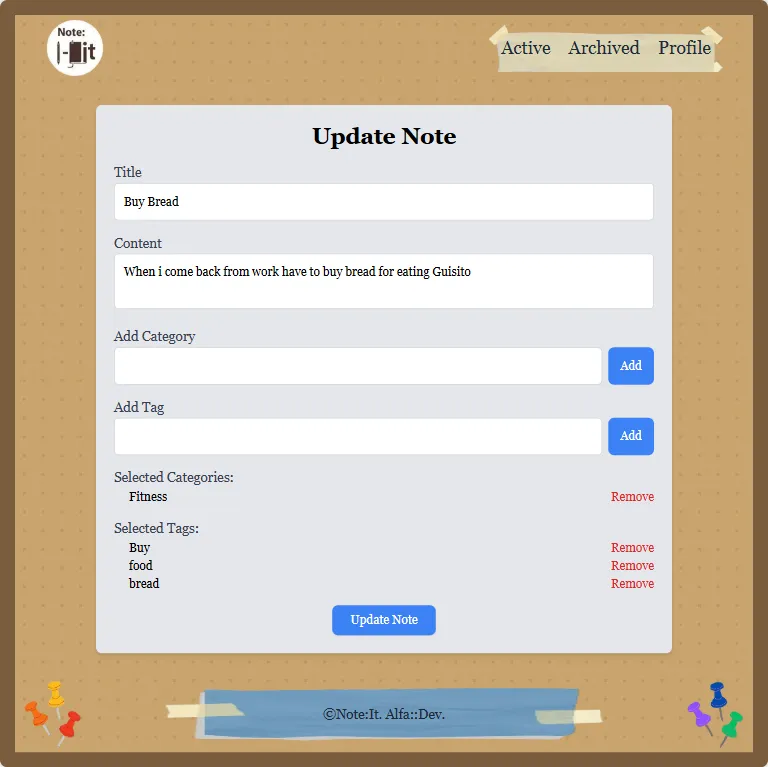 Note:
I-it
Active Archived Profile
Update Note
Title
Buy Bread
Content
When i come back from work have to buy bread for eating Guisito
Add Category
Add
Add Tag
Add
Selected Categories:
Fitness Remove
Selected Tags:
Buy Remove
food Remove
bread Remove
Update Note
©Note:It. Alfa::Dev.